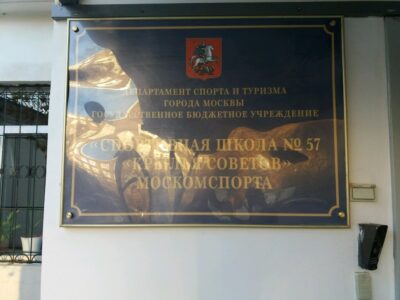 ДЕПАРТАМЕНТ СПОРТА И ТУРИЗМА
ГОРОДА МОСКВЫ
ГОСУДАРСТВЕННОЕ БЮДЖЕТНОЕ УЧРЕЖДЕНИЕ
«СПОРТИВНАЯ ШКОЛА № 57
«КРЫЛЬЯ СОВЕТОВ»
МОСКОМСПОРТА